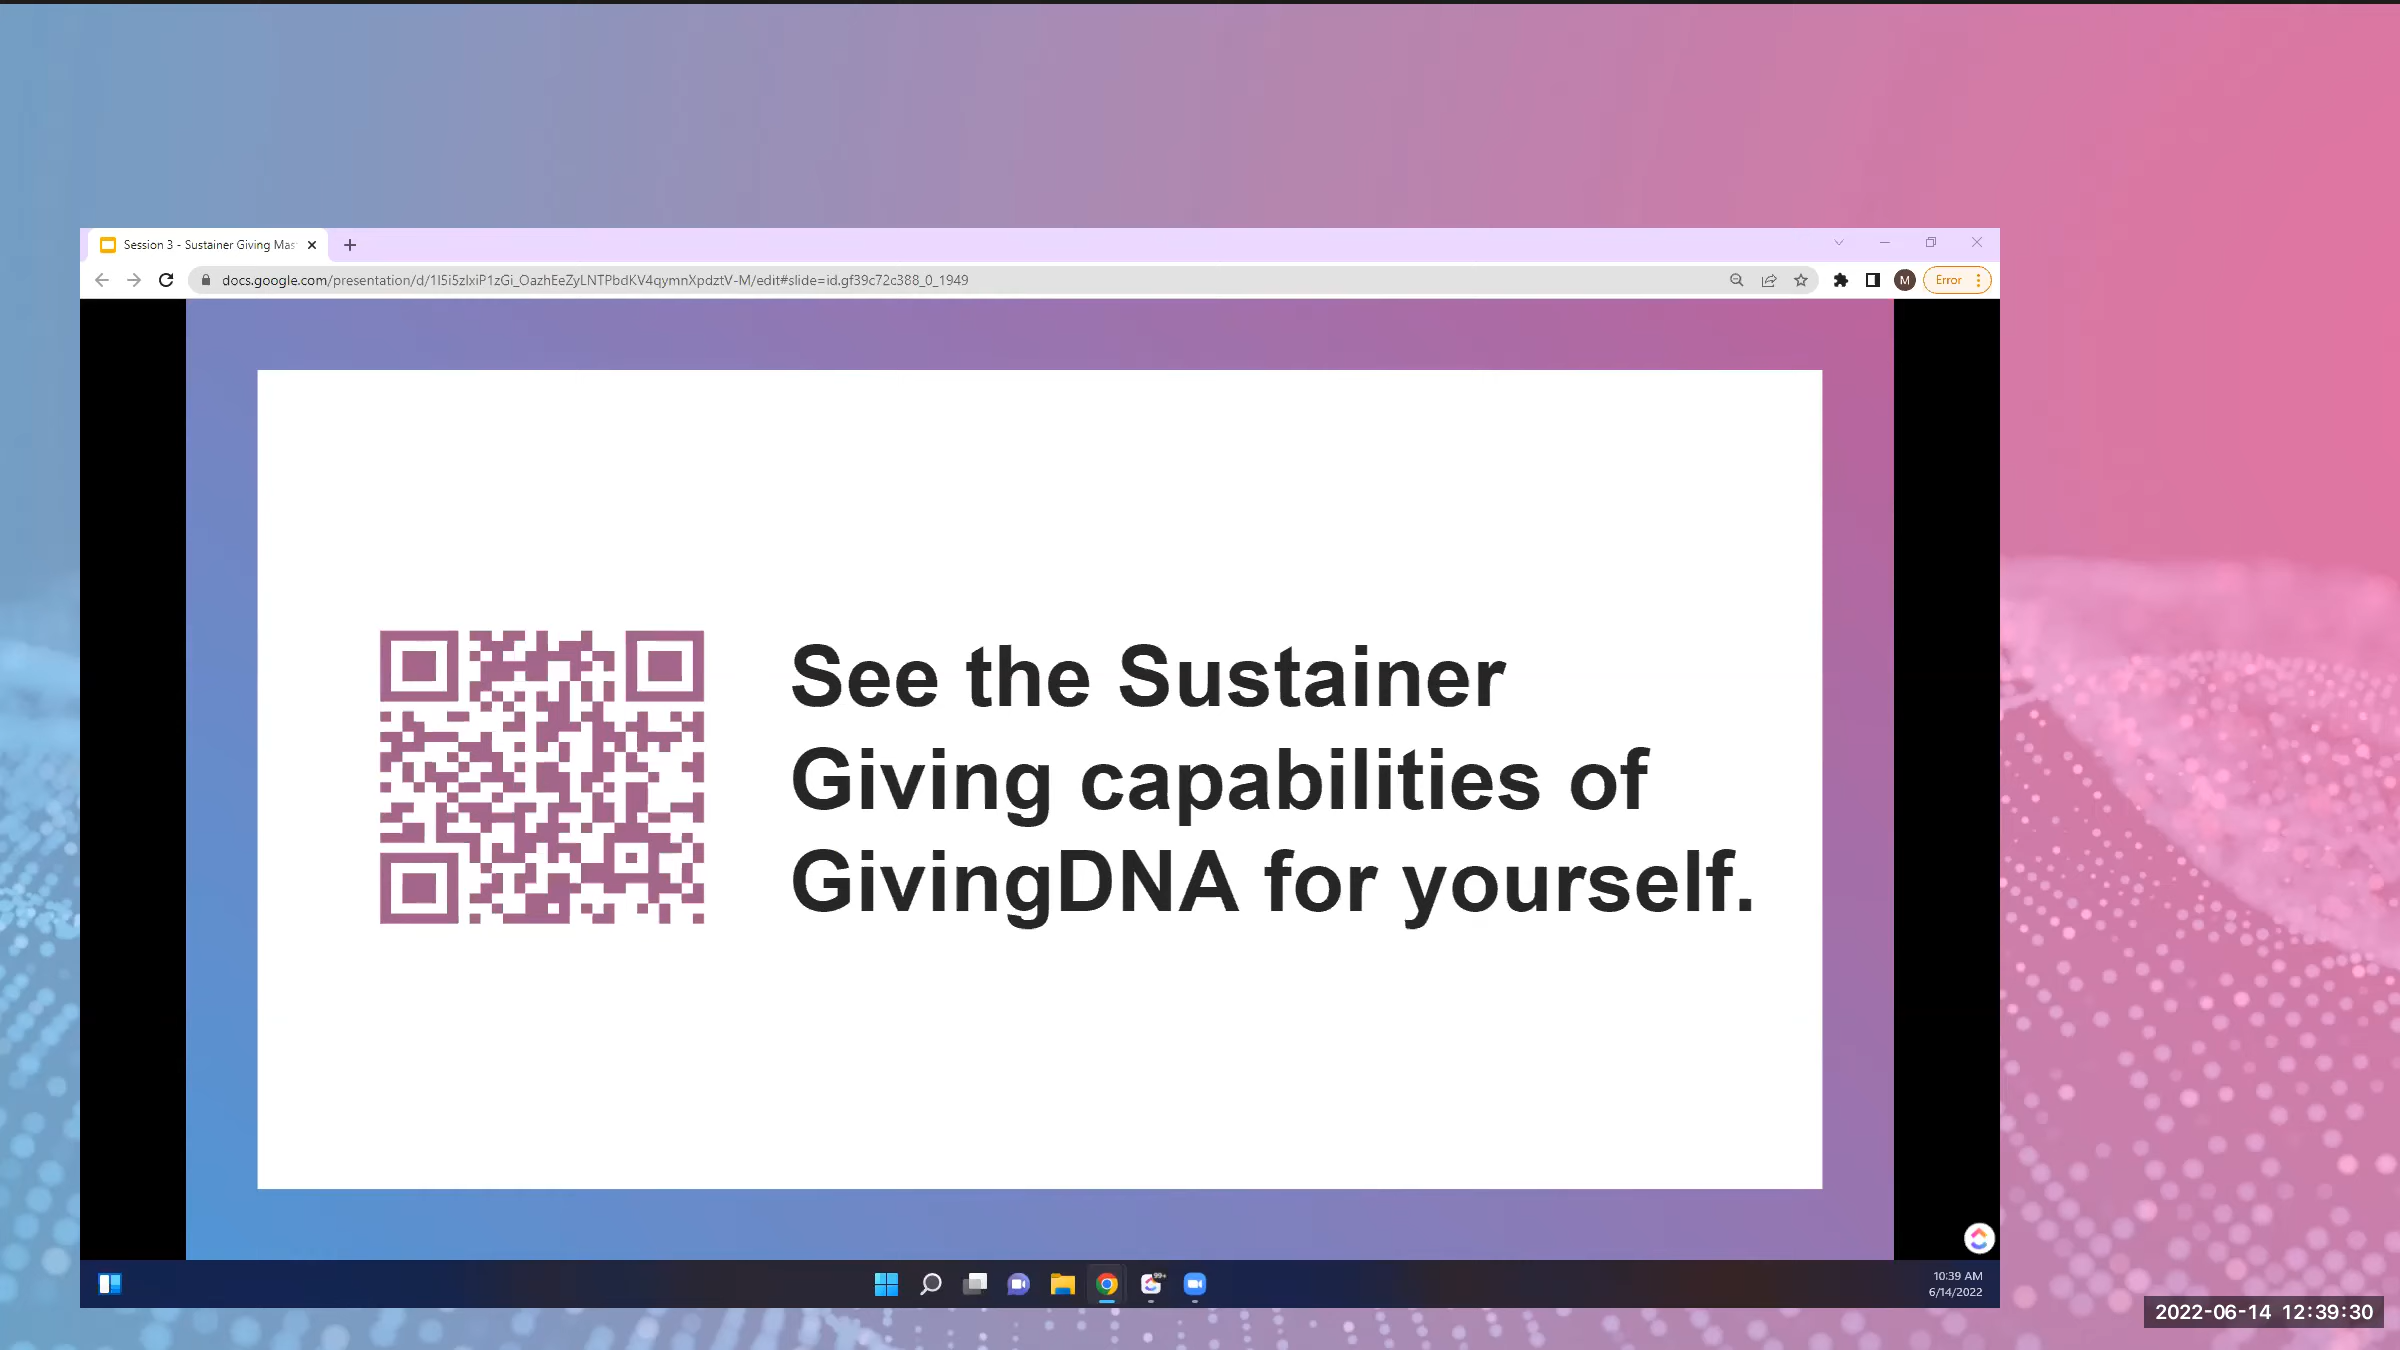 Session 3 - Sustainer Giving Mas
docs.google.com/presentation/d/1I5i5zlxiP1zGi_OazhEeZyLNTPbdKV4qymnXpdztV-M/edit#slide=id.gf39c72c388_0_1949
M
Error
See the Sustainer
Giving capabilities of
GivingDNA for yourself.
99+
10:39 AM
6/14/2022
2022-06-14 12:39:30